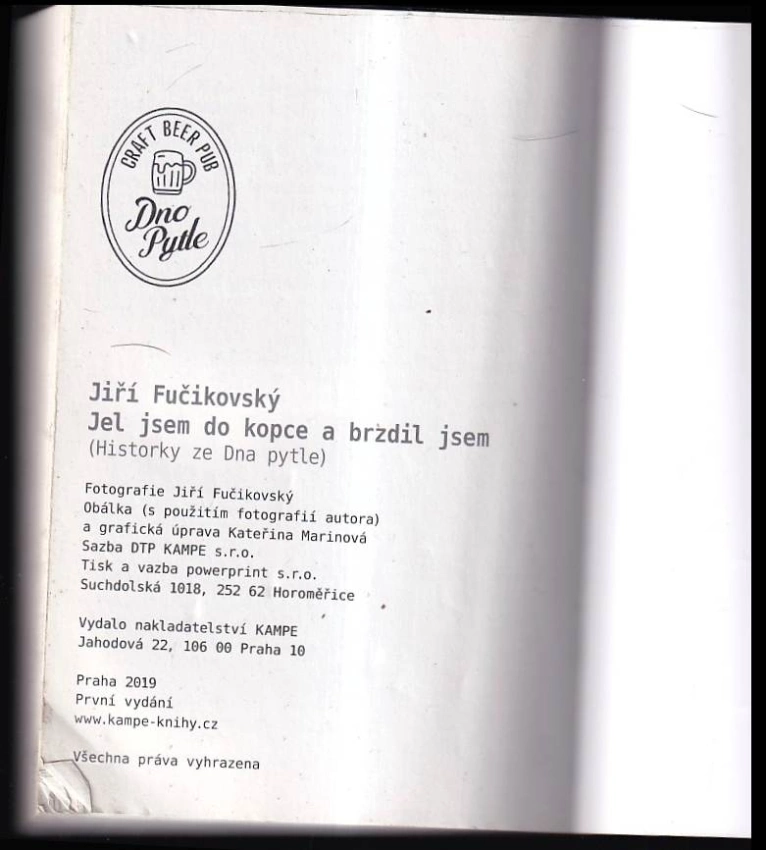 CRAFT BEER PUB
Dno
Pytle
Jiří Fučikovský
Jel jsem do kopce a brzdil jsem
(Historky ze Dna pytle)
Fotografie Jiří Fučikovský
Obálka (s použitím fotografií autora)
a grafická úprava Kateřina Marinová
Sazba DTP KAMPE s.r.o.
Tisk a vazba powerprint s.r.o.
Suchdolská 1018, 252 62 Horoměřice
Vydalo nakladatelství KAMPE
Jahodová 22, 106 00 Praha 10
Praha 2019
První vydání
www.kampe-knihy.cz
Všechna práva vyhrazena